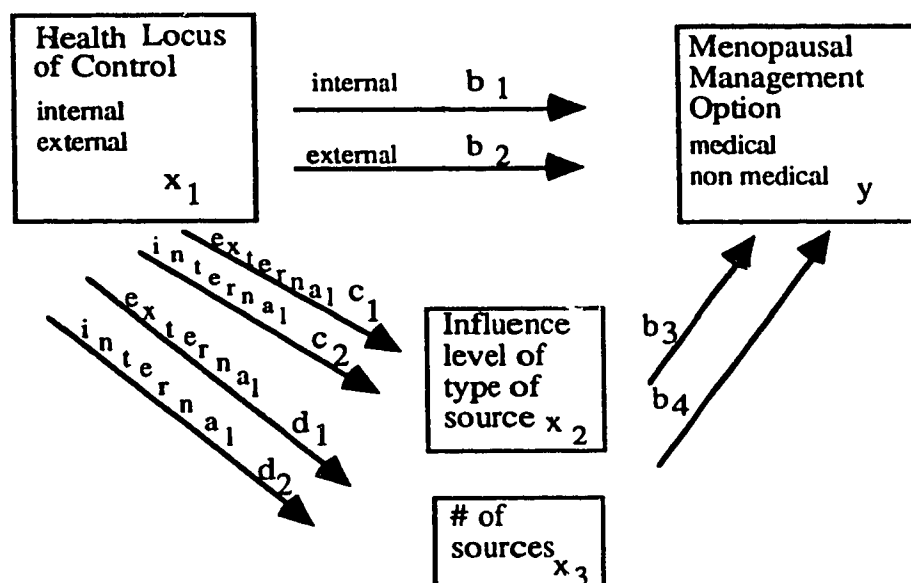 Health Locus
of Control
internal
external
x1
internal b1
external b2
Menopausal
Management
Option
medical
non medical y
external c1
internal c2
external d1
internal d2
Influence
level of
type of
source x2
b3
b4
# of
sources x3